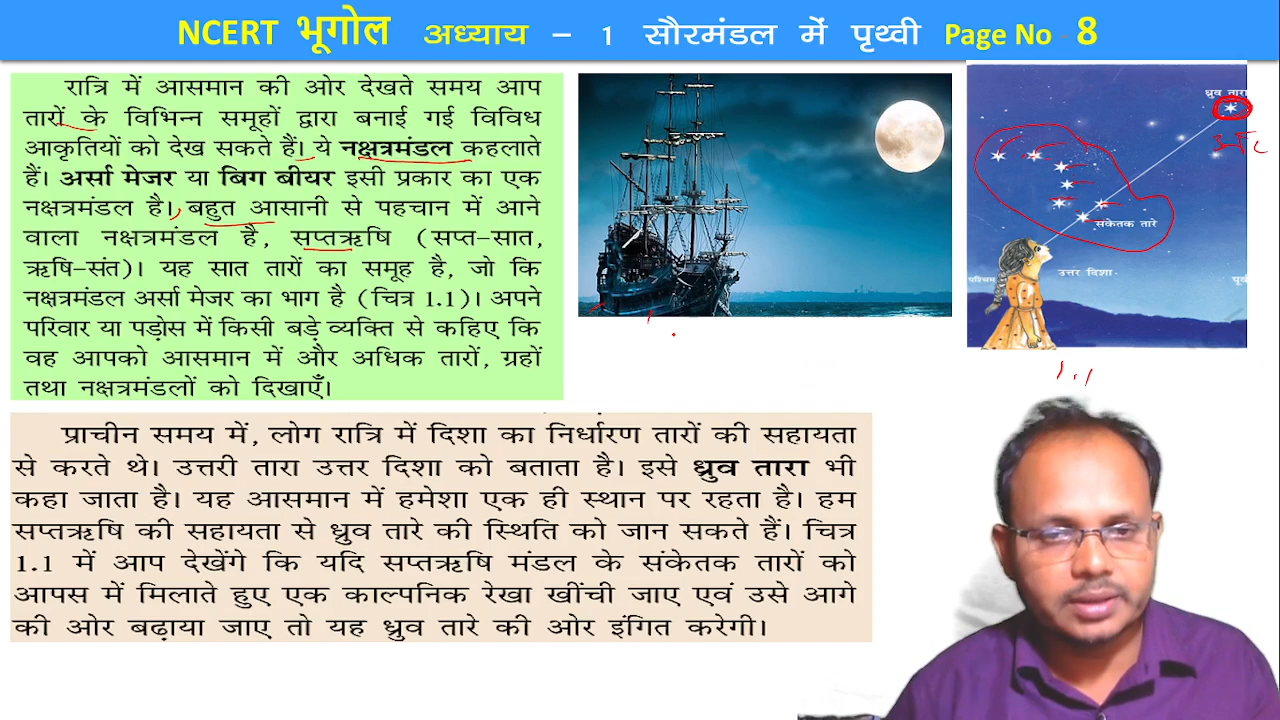 NCERT भूगोल अध्याय – 1 सौरमंडल में पृथ्वी Page No - 8
रात्रि में आसमान की ओर देखते समय आप
तारों के विभिन्न समूहों द्वारा बनाई गई विविध
आकृतियों को देख सकते हैं। ये नक्षत्रमंडल कहलाते
हैं। अर्सा मेजर या बिग बीयर इसी प्रकार का एक
नक्षत्रमंडल है। बहुत आसानी से पहचान में आने
वाला नक्षत्रमंडल है, सप्तऋषि (सप्त-सात,
ऋषि-संत)। यह सात तारों का समूह है, जो कि
नक्षत्रमंडल अर्सा मेजर का भाग है (चित्र 1.1)। अपने
परिवार या पड़ोस में किसी बड़े व्यक्ति से कहिए कि
वह आपको आसमान में और अधिक तारों, ग्रहों
तथा नक्षत्रमंडलों को दिखाएँ।
ध्रुव तारा
संकेतक तारे
उत्तर दिशा
पश्चिम
पूर्व
1.1
प्राचीन समय में, लोग रात्रि में दिशा का निर्धारण तारों की सहायता
से करते थे। उत्तरी तारा उत्तर दिशा को बताता है। इसे ध्रुव तारा भी
कहा जाता है। यह आसमान में हमेशा एक ही स्थान पर रहता है। हम
सप्तऋषि की सहायता से ध्रुव तारे की स्थिति को जान सकते हैं। चित्र
1.1 में आप देखेंगे कि यदि सप्तऋषि मंडल के संकेतक तारों को
आपस में मिलाते हुए एक काल्पनिक रेखा खींची जाए एवं उसे आगे
की ओर बढ़ाया जाए तो यह ध्रुव तारे की ओर इंगित करेगी।